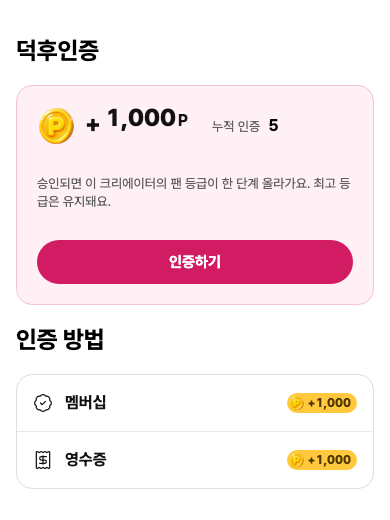 덕후인증
P + 1,000P 누적 인증 5
승인되면 이 크리에이터의 팬 등급이 한 단계 올라가요. 최고 등
급은 유지돼요.
인증하기
인증 방법
멤버십 P +1,000
영수증 P +1,000